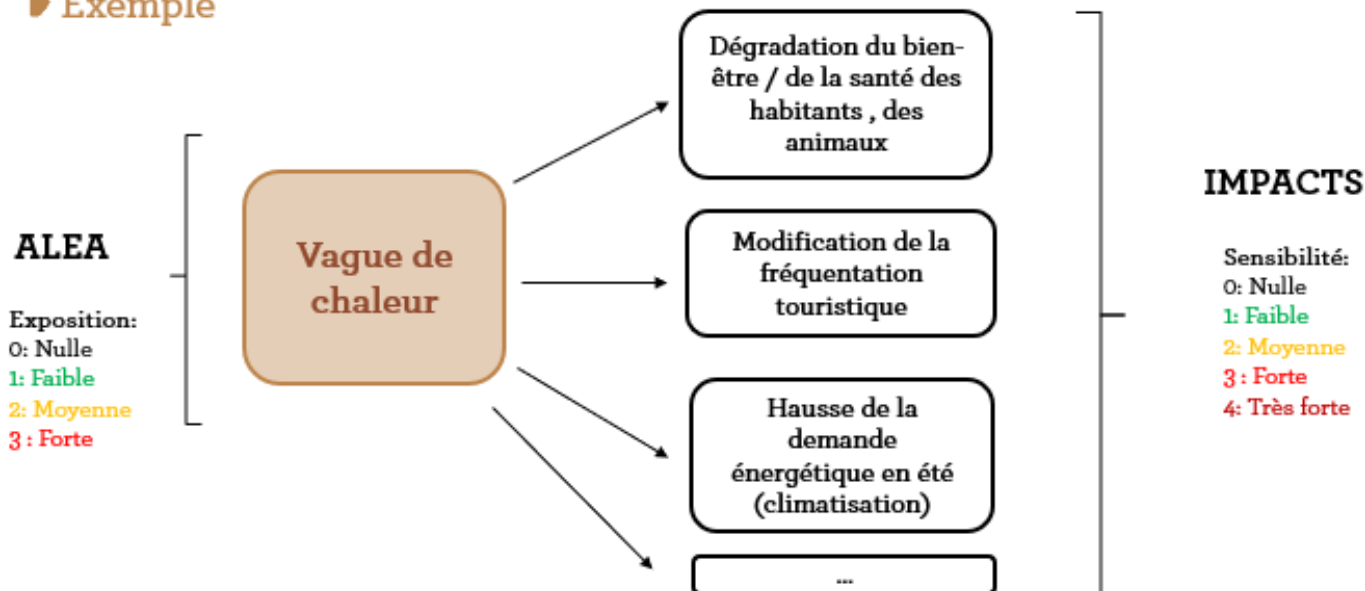 Exemple
ALEA
Exposition:
0: Nulle
1: Faible
2: Moyenne
3 : Forte
Vague de
chaleur
Dégradation du bien-
être / de la santé des
habitants , des
animaux
Modification de la
fréquentation
touristique
Hausse de la
demande
énergétique en été
(climatisation)
...
IMPACTS
Sensibilité:
0: Nulle
1: Faible
2: Moyenne
3 : Forte
4: Très forte